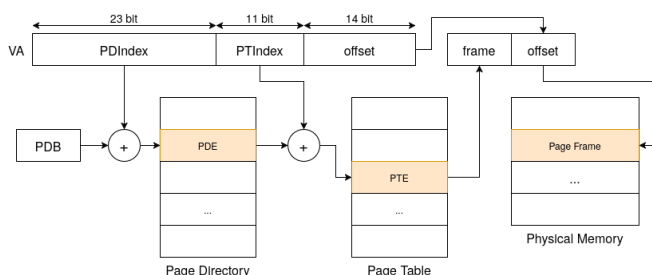 23 bit 11 bit 14 bit
VA PDIndex PTIndex offset frame offset
PDB + PDE + PTE Page Frame
...
...
...
Page Directory Page Table Physical Memory